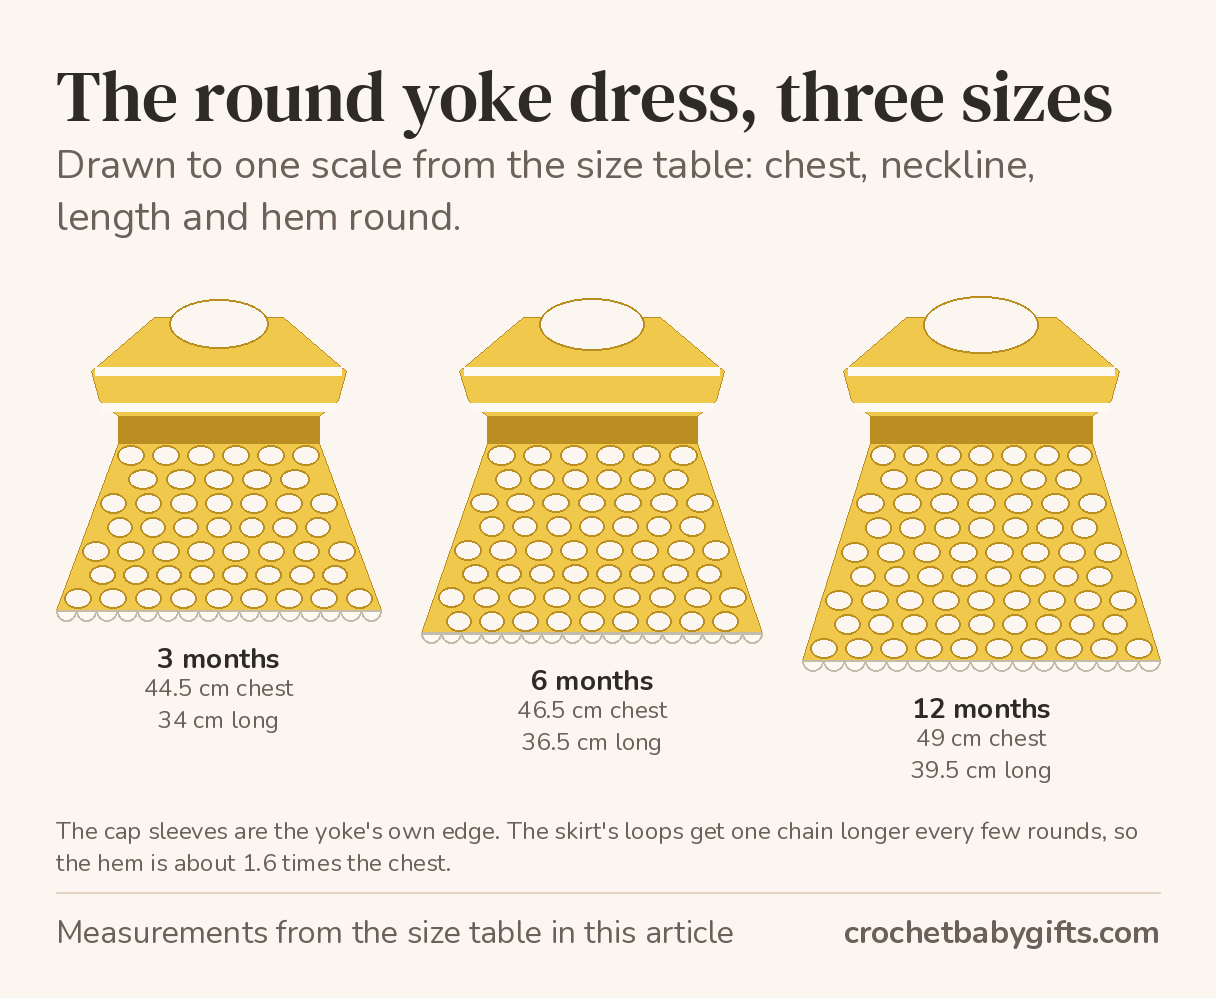 The round yoke dress, three sizes
Drawn to one scale from the size table: chest, neckline,
length and hem round.
3 months
44.5 cm chest
34 cm long
6 months
46.5 cm chest
36.5 cm long
12 months
49 cm chest
39.5 cm long
The cap sleeves are the yoke's own edge. The skirt's loops get one chain longer every few rounds, so
the hem is about 1.6 times the chest.
Measurements from the size table in this article
crochetbabygifts.com